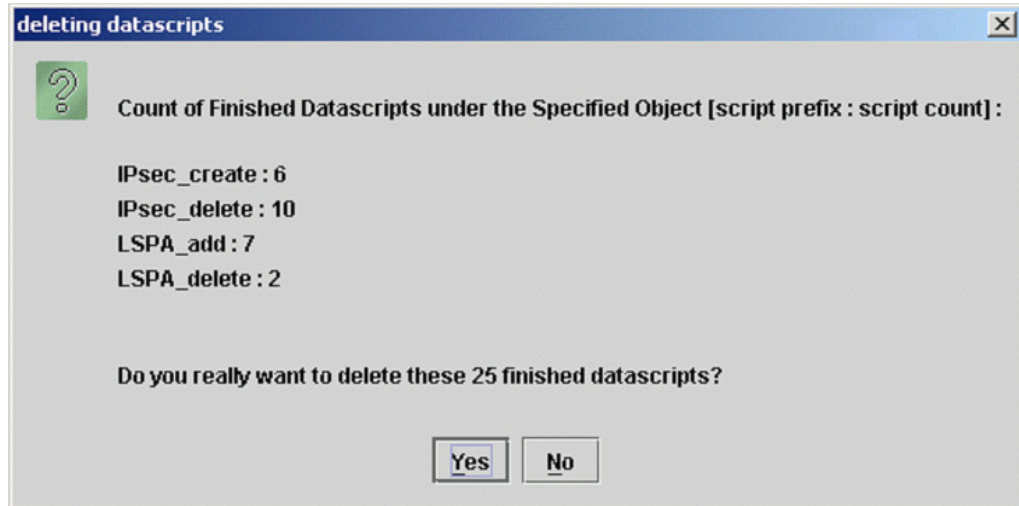 deleting datascripts
Count of Finished Datascripts under the Specified Object [script prefix : script count] :
IPsec_create : 6
IPsec_delete : 10
LSPA_add : 7
LSPA_delete : 2
Do you really want to delete these 25 finished datascripts?
Yes No